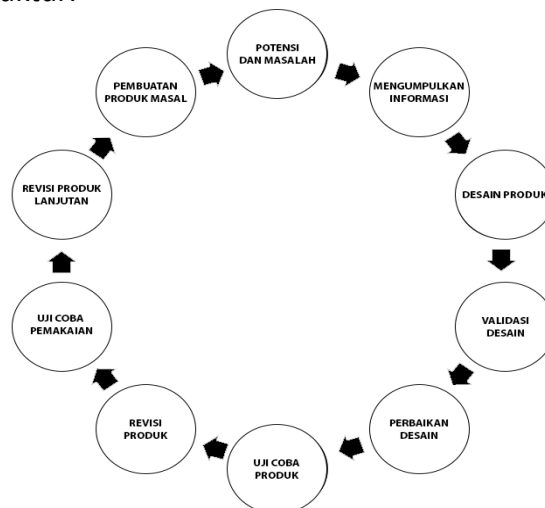 POTENSI
DAN MASALAH
MENGUMPULKAN
INFORMASI
DESAIN PRODUK
VALIDASI
DESAIN
PERBAIKAN
DESAIN
UJI COBA
PRODUK
REVISI
PRODUK
UJI COBA
PEMAKAIAN
REVISI PRODUK
LANJUTAN
PEMBUATAN
PRODUK MASAL